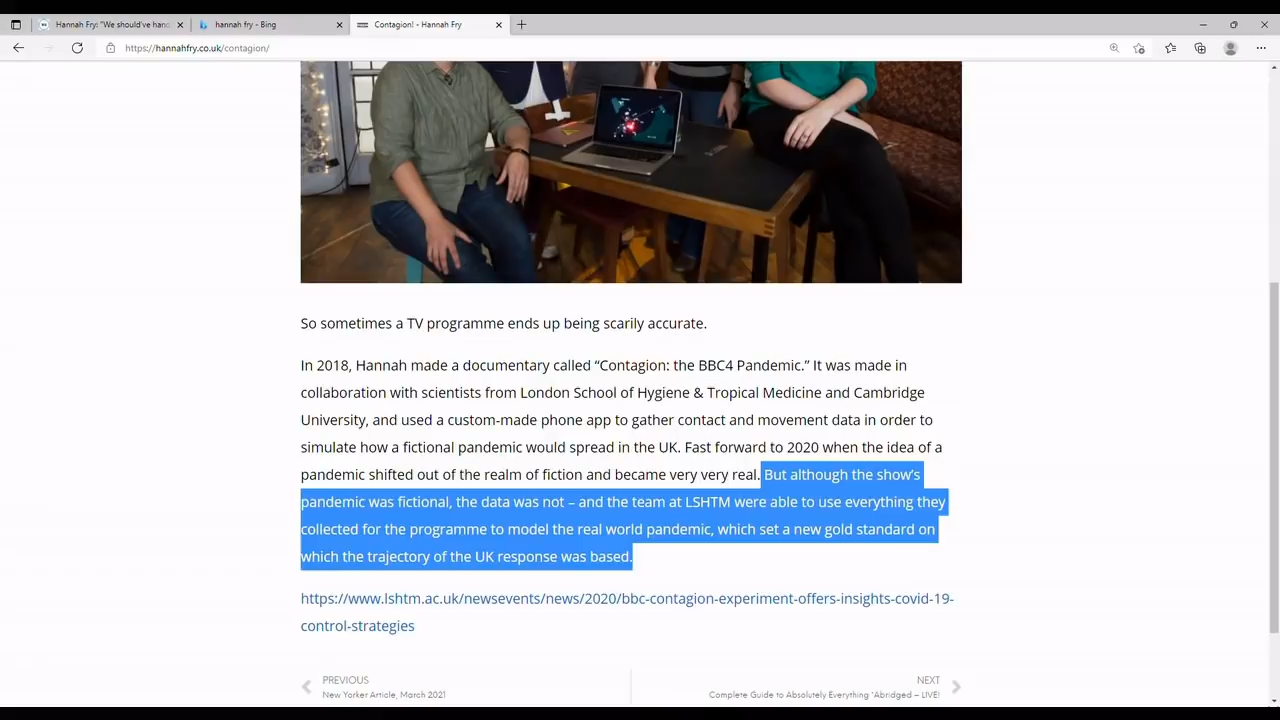 Hannah Fry: "We should've hand
hannah fry - Bing
Contagion! - Hannah Fry
https://hannahfry.co.uk/contagion/
So sometimes a TV programme ends up being scarily accurate.
In 2018, Hannah made a documentary called “Contagion: the BBC4 Pandemic.” It was made in
collaboration with scientists from London School of Hygiene & Tropical Medicine and Cambridge
University, and used a custom-made phone app to gather contact and movement data in order to
simulate how a fictional pandemic would spread in the UK. Fast forward to 2020 when the idea of a
pandemic shifted out of the realm of fiction and became very very real. But although the show’s
pandemic was fictional, the data was not – and the team at LSHTM were able to use everything they
collected for the programme to model the real world pandemic, which set a new gold standard on
which the trajectory of the UK response was based.
https://www.lshtm.ac.uk/newsevents/news/2020/bbc-contagion-experiment-offers-insights-covid-19-
control-strategies
PREVIOUS
New Yorker Article, March 2021
NEXT
Complete Guide to Absolutely Everything *Abridged – LIVE!